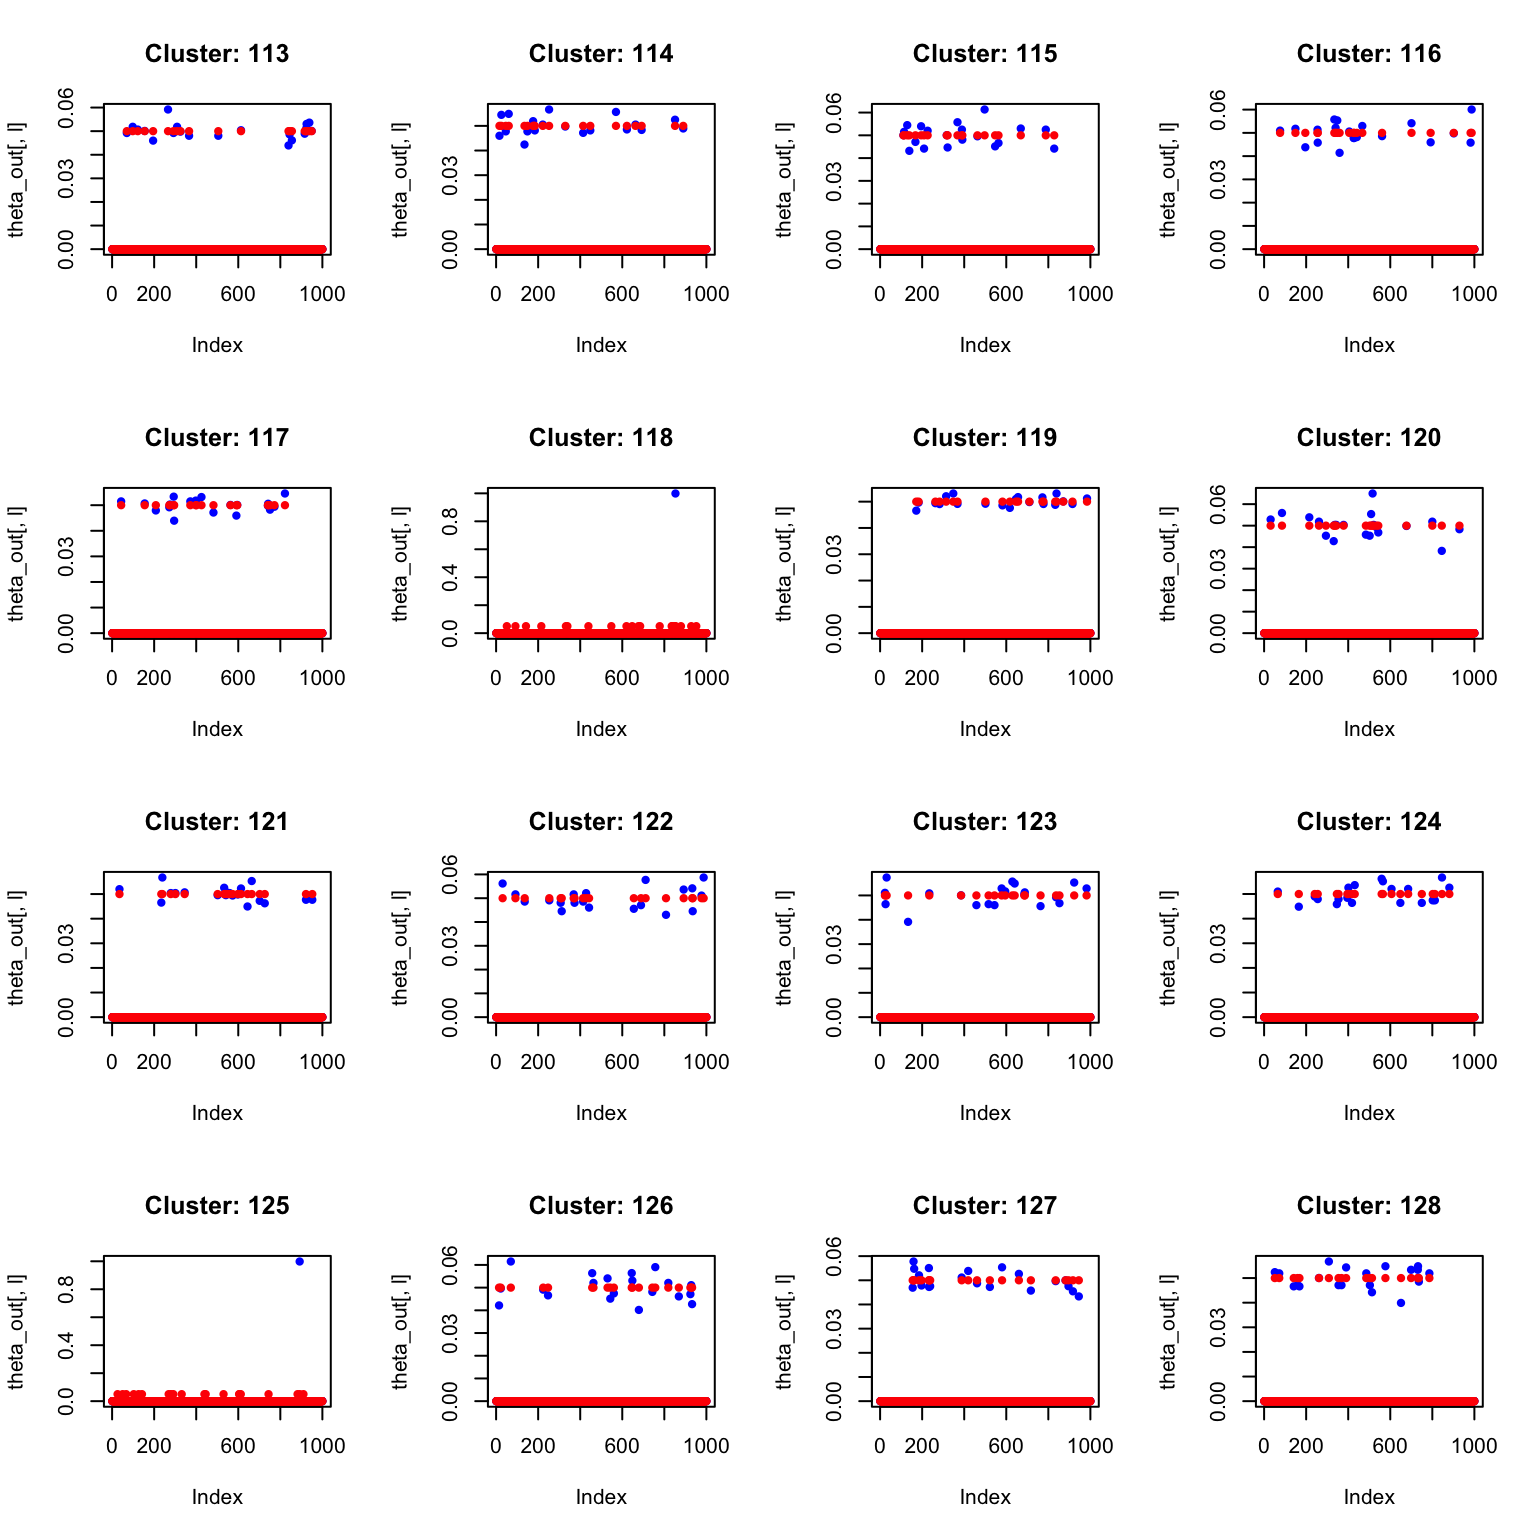 Cluster: 113
theta_out[, l]
0.00 0.03 0.06
0 200 600 1000
Index
Cluster: 114
theta_out[, l]
0.00 0.03
0 200 600 1000
Index
Cluster: 115
theta_out[, l]
0.00 0.03 0.06
0 200 600 1000
Index
Cluster: 116
theta_out[, l]
0.00 0.03 0.06
0 200 600 1000
Index
Cluster: 117
theta_out[, l]
0.00 0.03
0 200 600 1000
Index
Cluster: 118
theta_out[, l]
0.0 0.4 0.8
0 200 600 1000
Index
Cluster: 119
theta_out[, l]
0.00 0.03
0 200 600 1000
Index
Cluster: 120
theta_out[, l]
0.00 0.03 0.06
0 200 600 1000
Index
Cluster: 121
theta_out[, l]
0.00 0.03
0 200 600 1000
Index
Cluster: 122
theta_out[, l]
0.00 0.03 0.06
0 200 600 1000
Index
Cluster: 123
theta_out[, l]
0.00 0.03
0 200 600 1000
Index
Cluster: 124
theta_out[, l]
0.00 0.03
0 200 600 1000
Index
Cluster: 125
theta_out[, l]
0.0 0.4 0.8
0 200 600 1000
Index
Cluster: 126
theta_out[, l]
0.00 0.03 0.06
0 200 600 1000
Index
Cluster: 127
theta_out[, l]
0.00 0.03 0.06
0 200 600 1000
Index
Cluster: 128
theta_out[, l]
0.00 0.03
0 200 600 1000
Index